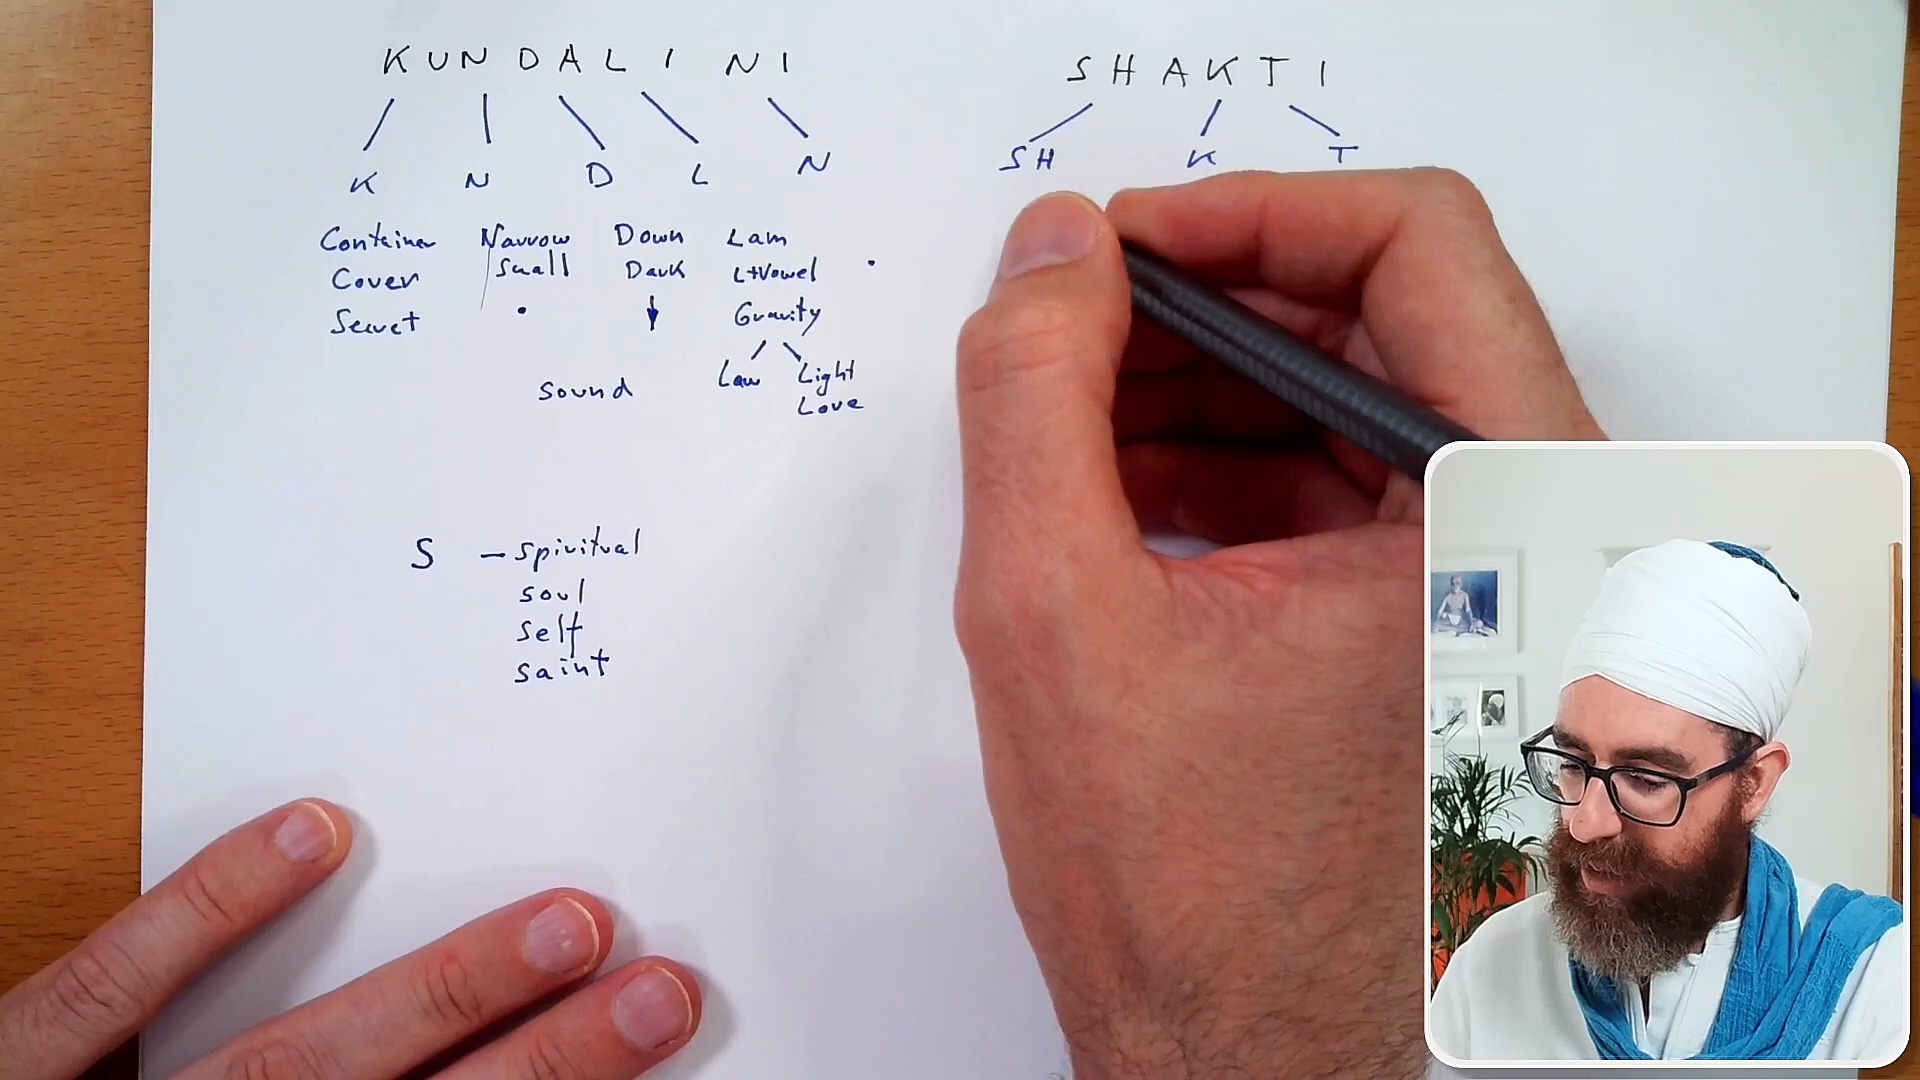 KUNDALINI
K N D L N
Container Narrow Down Lam
Cover Small Dark L+Vowel
Secret Gravity
Law Light
Sound Love
S – spiritual
soul
self
saint
SHAKTI
SH K T